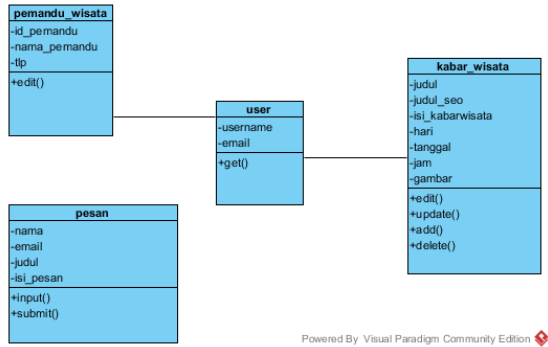 pemandu_wisata
-id_pemandu
-nama_pemandu
-tlp
+edit()
user
-username
-email
+get()
kabar_wisata
-judul
-judul_seo
-isi_kabarwisata
-hari
-tanggal
-jam
-gambar
+edit()
+update()
+add()
+delete()
pesan
-nama
-email
-judul
-isi_pesan
+input()
+submit()
Powered By Visual Paradigm Community Edition